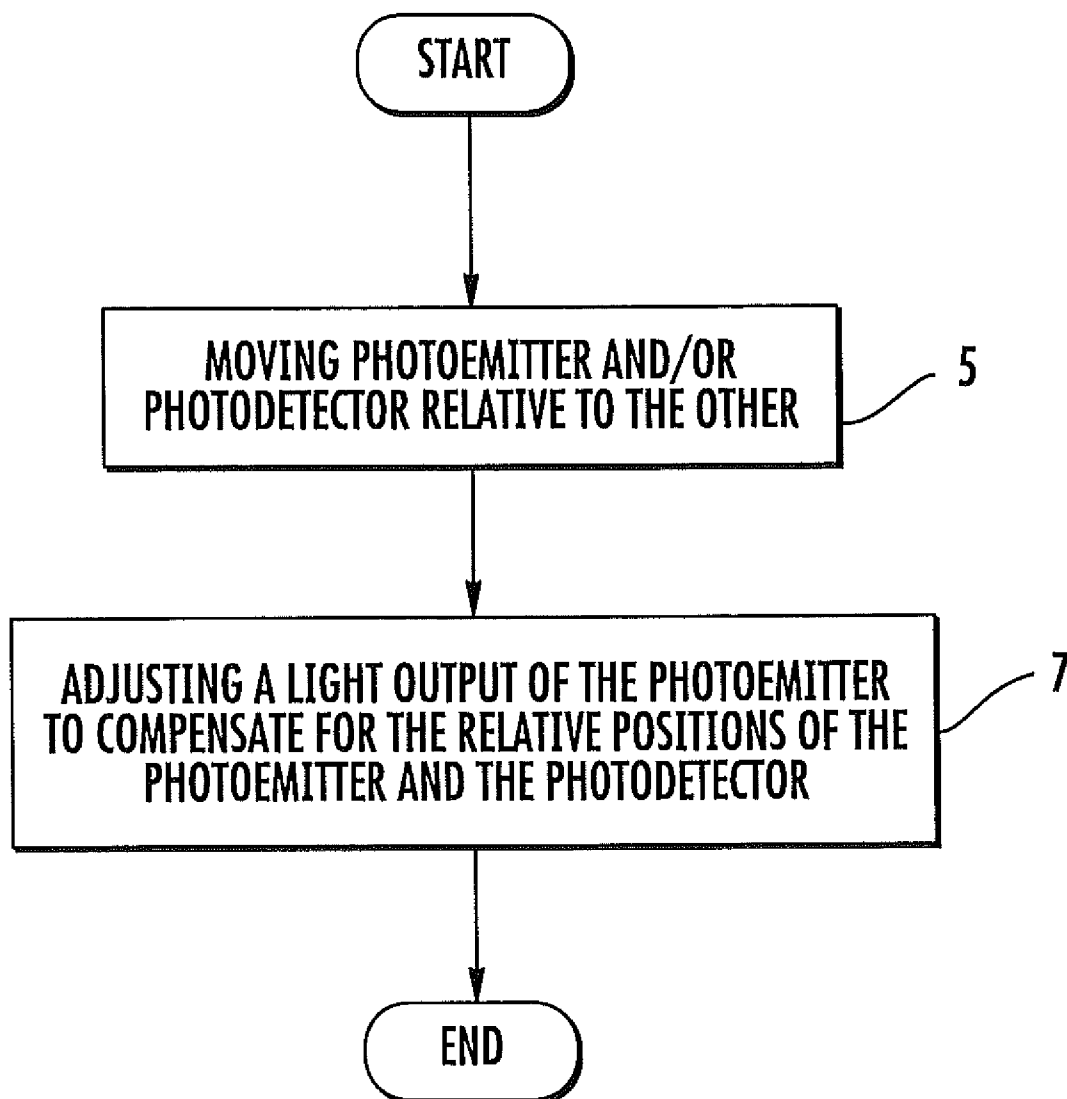 START
MOVING PHOTOEMITTER AND/OR
PHOTODETECTOR RELATIVE TO THE OTHER
5
ADJUSTING A LIGHT OUTPUT OF THE PHOTOEMITTER
TO COMPENSATE FOR THE RELATIVE POSITIONS OF THE
PHOTOEMITTER AND THE PHOTODETECTOR
7
END